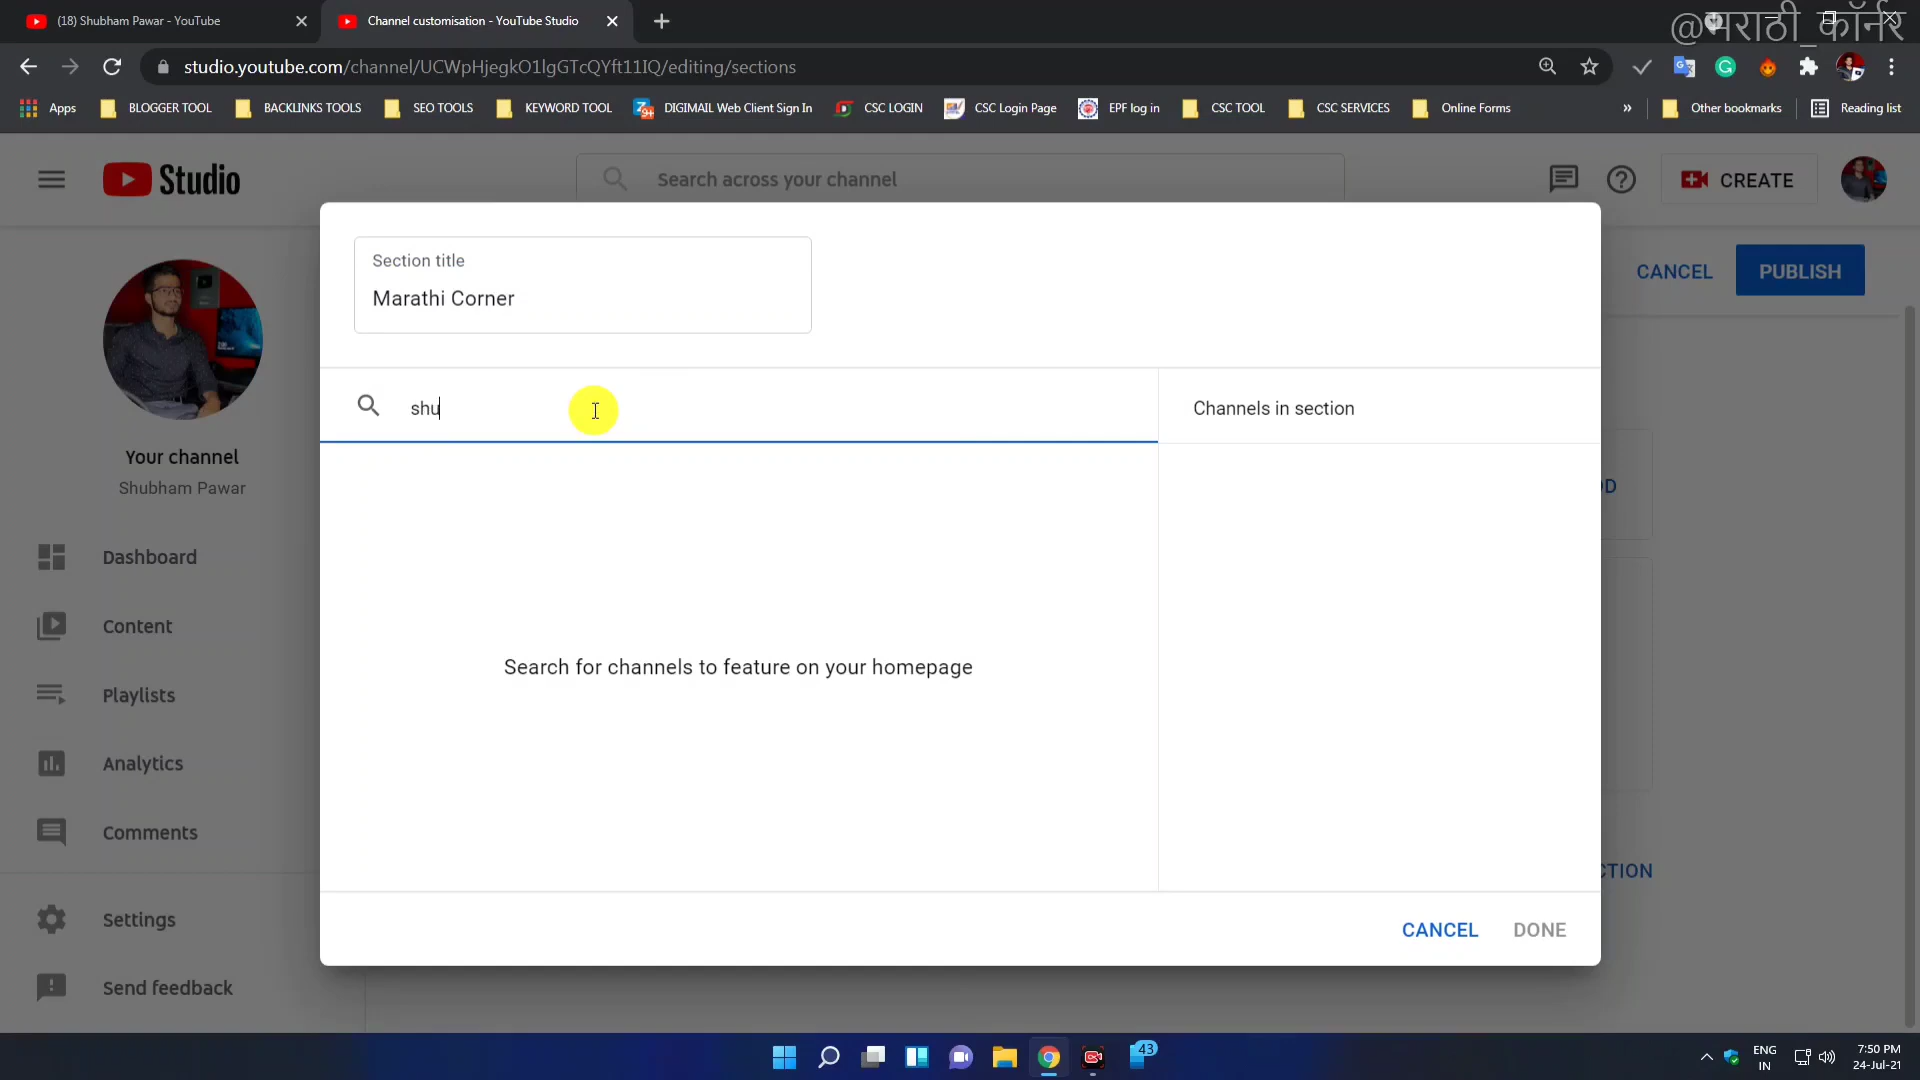 (18) Shubham Pawar - YouTube
Channel customisation - YouTube Studio
@मराठी_कॉर्नर
studio.youtube.com/channel/UCWpHjegkO1lgGTcQYft11IQ/editing/sections
Apps BLOGGER TOOL BACKLINKS TOOLS SEO TOOLS KEYWORD TOOL DIGIMAIL Web Client Sign In CSC LOGIN CSC Login Page EPF log in CSC TOOL CSC SERVICES Online Forms » Other bookmarks Reading list
Studio
Search across your channel
CREATE
Section title
Marathi Corner
CANCEL PUBLISH
shu
Channels in section
Your channel
Shubham Pawar
Dashboard
Content
Search for channels to feature on your homepage
Playlists
Analytics
Comments
CTION
Settings
CANCEL DONE
Send feedback
43
ENG
IN
7:50 PM
24-Jul-21